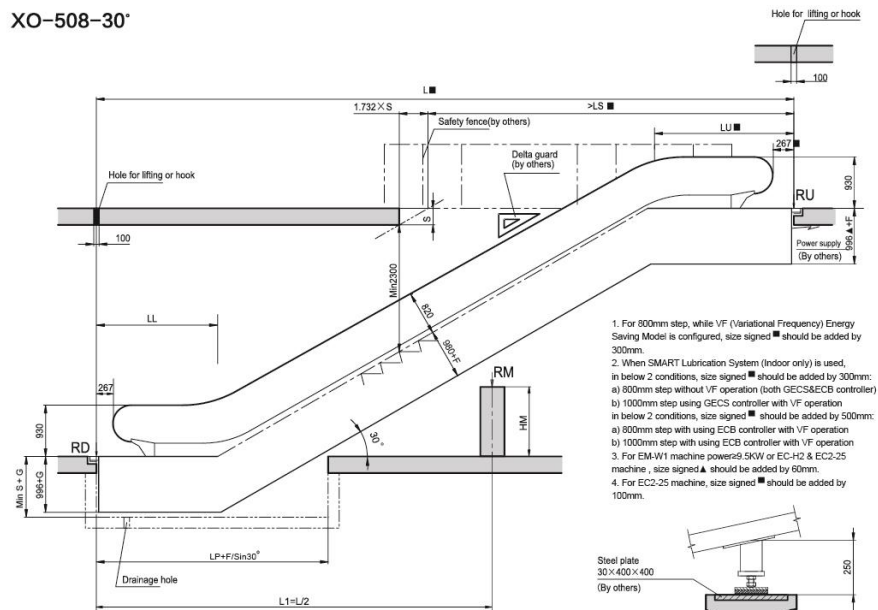 XO-508-30°
Hole for lifting or hook
100
L■
1.732×S
>LS■
Safety fence(by others)
LU■
267■
Delta guard
(by others)
Hole for lifting or hook
930
RU
S
100
996▲+F
Power supply
(By others)
Min2300
LL
820
980+F
1. For 800mm step, while VF (Variational Frequency) Energy
Saving Model is configured, size signed ■ should be added by
300mm.
2. When SMART Lubrication System (Indoor only) is used,
in below 2 conditions, size signed ■ should be added by 300mm:
a) 800mm step without VF operation (both GECS&ECB controller)
b) 1000mm step using GECS controller with VF operation
in below 2 conditions, size signed ■ should be added by 500mm:
a) 800mm step with using ECB controller with VF operation
b) 1000mm step with using ECB controller with VF operation
3. For EM-W1 machine power≥9.5KW or EC-H2 & EC2-25
machine , size signed▲ should be added by 60mm.
4. For EC2-25 machine, size signed ■ should be added by
100mm.
267
RM
930
RD
30°
HM
Min S + G
996+G
LP+F/Sin30°
Drainage hole
L1=L/2
Steel plate
30×400×400
(By others)
250